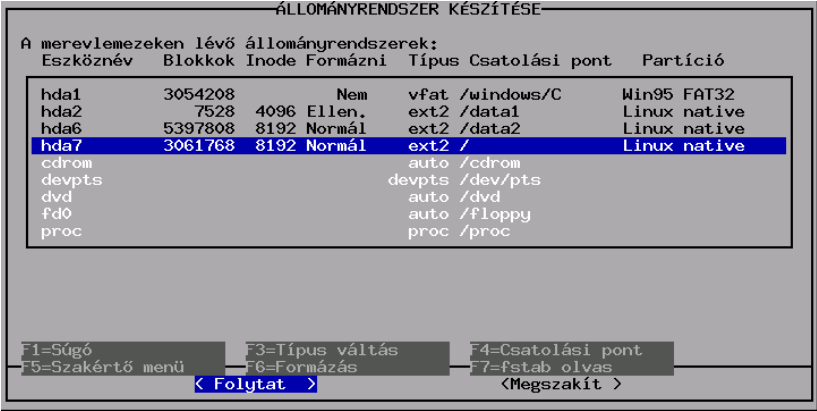 ÁLLOMÁNYRENDSZER KÉSZÍTÉSE
A merevlemezeken lévő állományrendszerek:
Eszköznév Blokkok Inode Formázni Típus Csatolási pont Partíció
hda1 3054208 Nem vfat /windows/C Win95 FAT32
hda2 7528 4096 Ellen. ext2 /data1 Linux native
hda6 5397808 8192 Normál ext2 /data2 Linux native
hda7 3061768 8192 Normál ext2 / Linux native
cdrom auto /cdrom
devpts devpts /dev/pts
dvd auto /dvd
fd0 auto /floppy
proc proc /proc
F1=Súgó F3=Típus váltás F4=Csatolási pont
F5=Szakértő menü F6=Formázás F7=fstab olvas
< Folytat > <Megszakít >